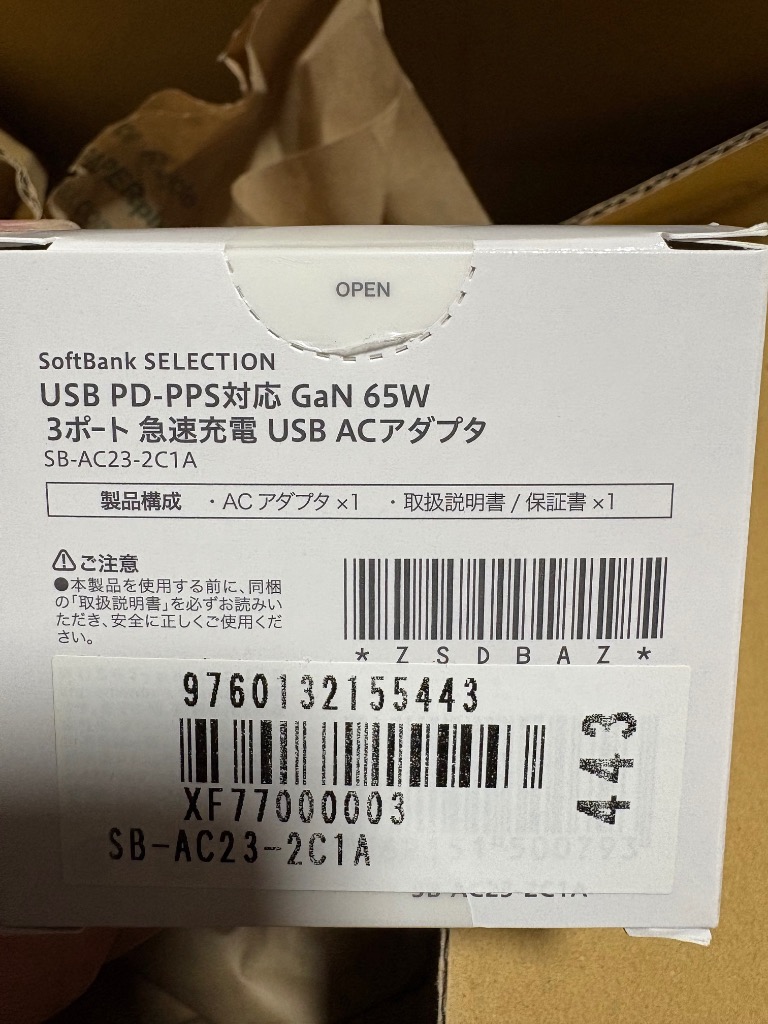 OPEN
SoftBank SELECTION
USB PD-PPS対応 GaN 65W
3ポート 急速充電 USB ACアダプタ
SB-AC23-2C1A
製品構成 ・AC アダプタ×1 ・取扱説明書 / 保証書×1
⚠ご注意
●本製品を使用する前に、同梱
の「取扱説明書」を必ずお読みい
ただき、安全に正しくご使用くだ
さい。
* Z S D B A Z *
9760132155443
XF77000003
SB-AC23-2C1A
443